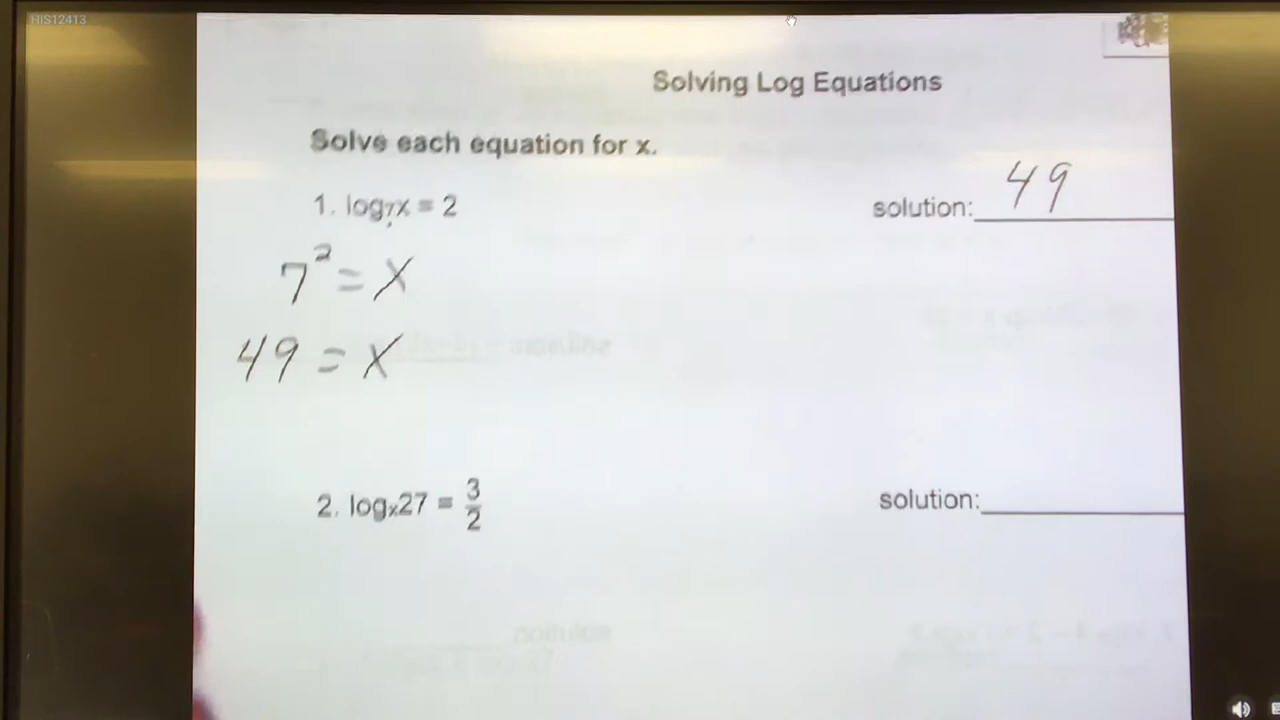 HIS12413
Solving Log Equations
Solve each equation for x.
1. log₇x = 2
solution: 49
7² = x
49 = x
2. logₓ27 = 3/2
solution: